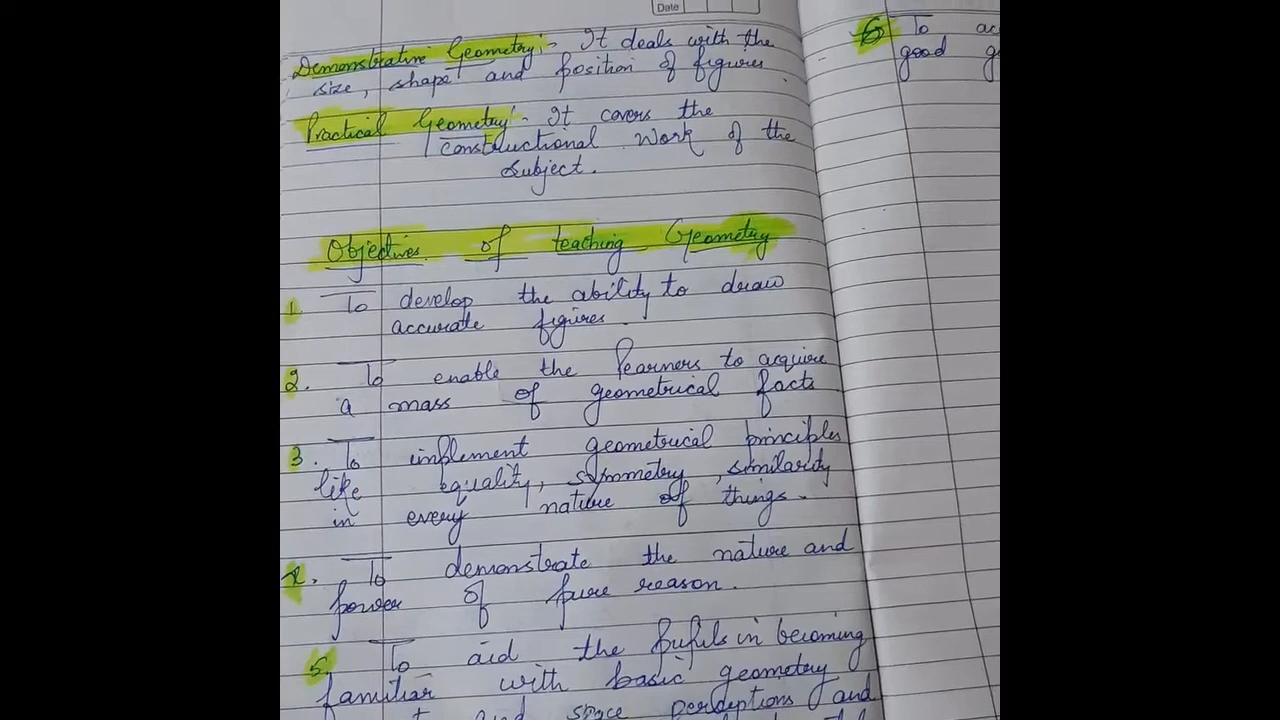 Date
Demonstrative Geometry:- It deals with the
size, shape and position of figures
Practical Geometry:- It covers the
constructional work of the
subject.
Objectives of teaching Geometry
1. To develop the ability to draw
accurate figures.
2. To enable the learners to acquire
a mass of geometrical facts
3. To implement geometrical principles
like equality, symmetry, similarity
in every nature of things.
4. To demonstrate the nature and
power of pure reason.
5. To aid the pupils in becoming
familiar with basic geometry
and space perceptions and
6 To ac
good g